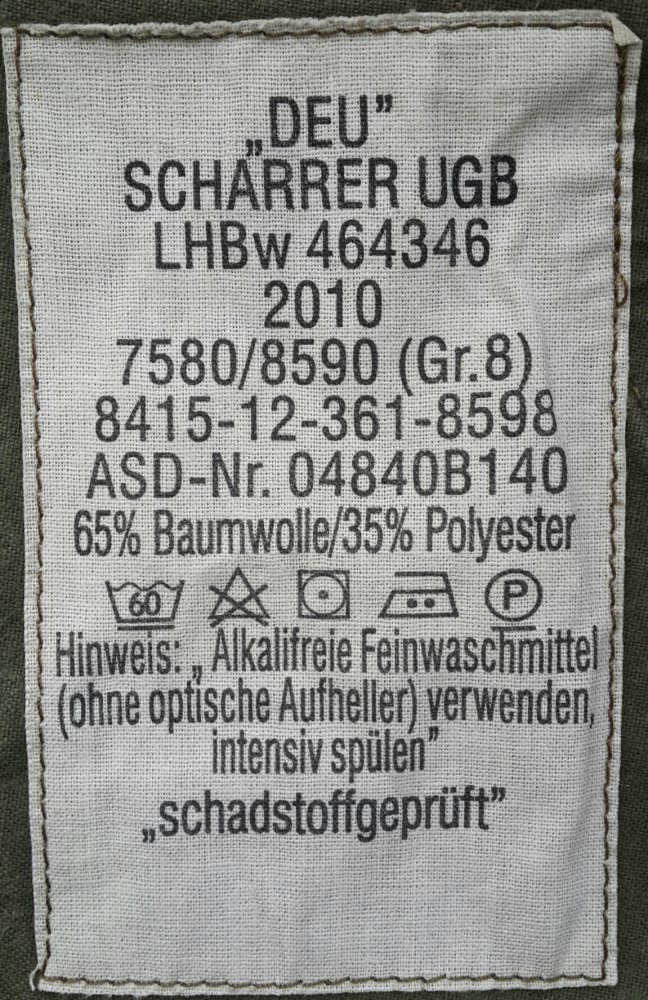 „DEU”
SCHARRER UGB
LHBw 464346
2010
7580/8590 (Gr.8)
8415-12-361-8598
ASD-Nr. 04840B140
65% Baumwolle/35% Polyester
60 P
Hinweis: „ Alkalifreie Feinwaschmittel
(ohne optische Aufheller) verwenden,
intensiv spülen”
„schadstoffgeprüft”